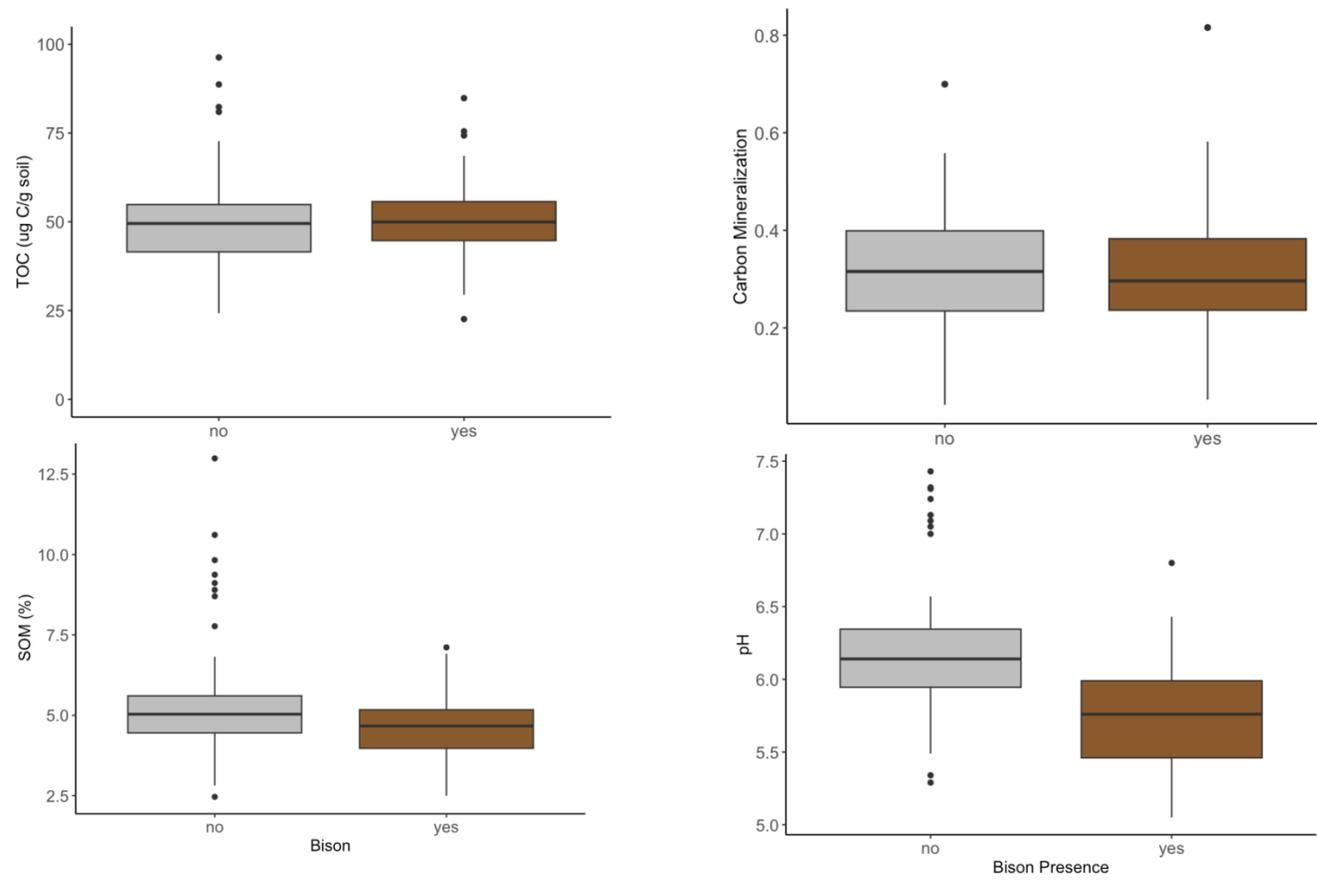 TOC (ug C/g soil)
100
75
50
25
0
no yes
Carbon Mineralization
0.8
0.6
0.4
0.2
no yes
SOM (%)
12.5
10.0
7.5
5.0
2.5
no yes
Bison
pH
7.5
7.0
6.5
6.0
5.5
5.0
no yes
Bison Presence